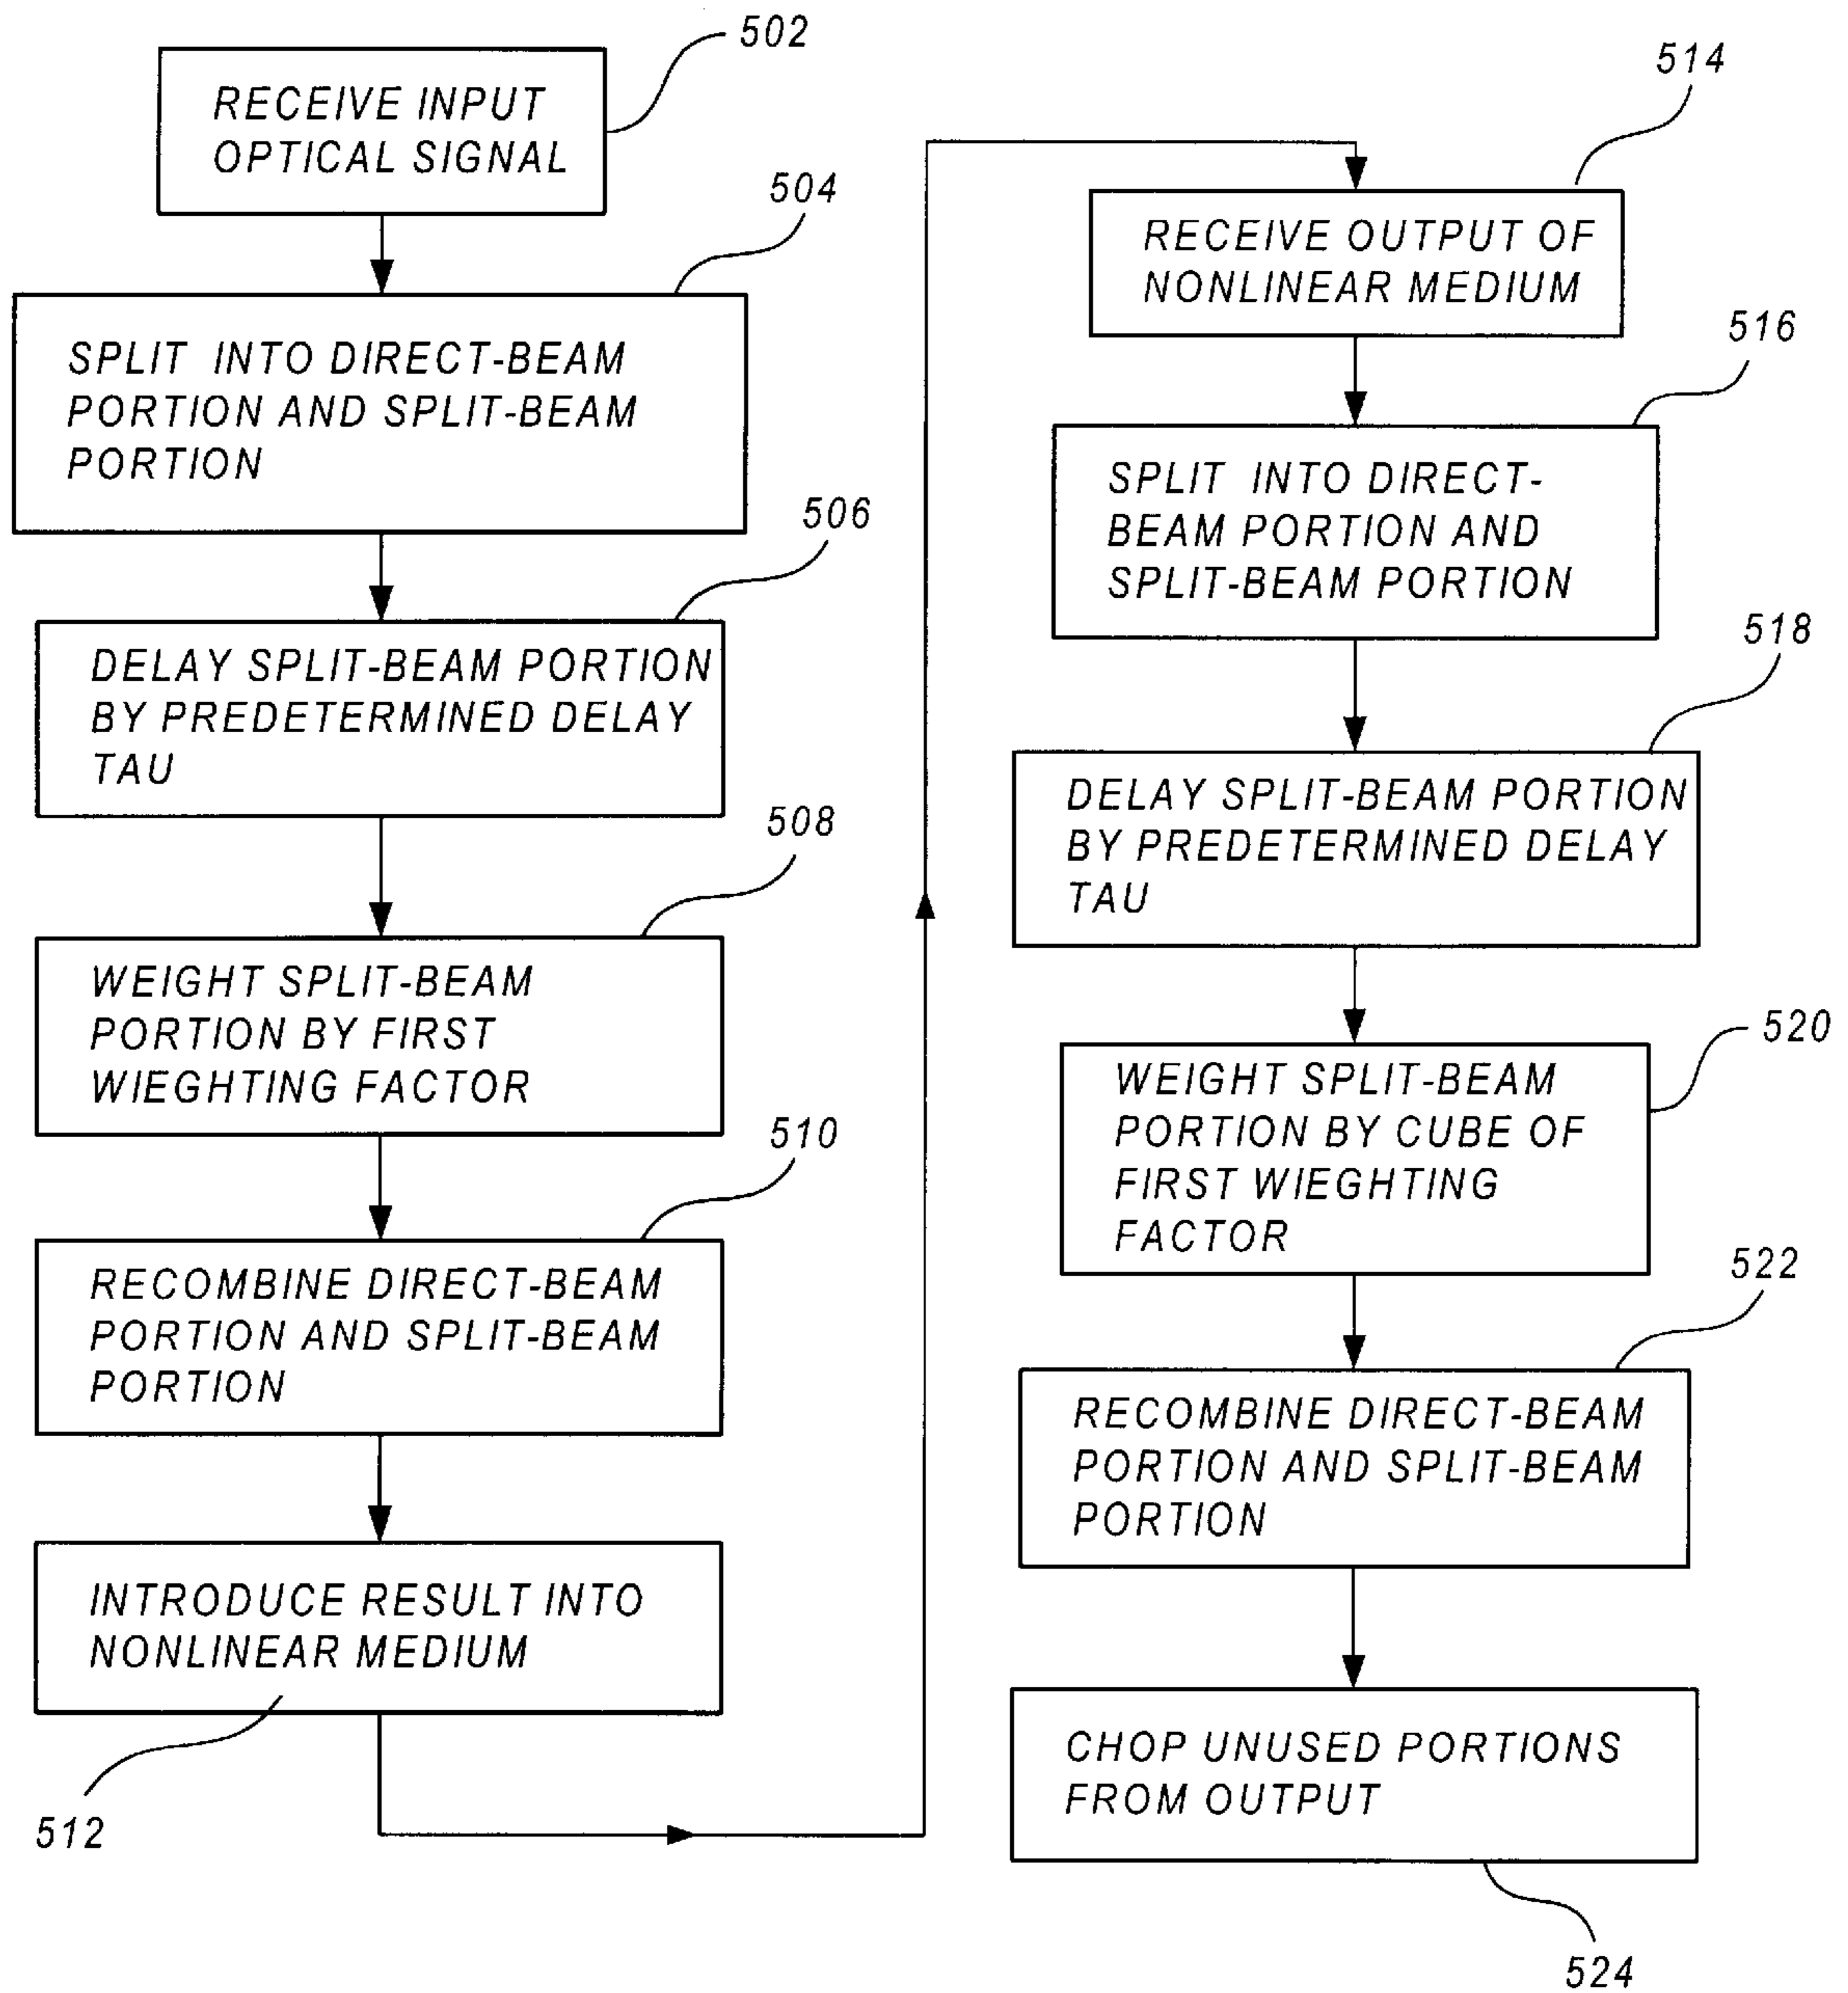 502
RECEIVE INPUT
OPTICAL SIGNAL
504
SPLIT INTO DIRECT-BEAM
PORTION AND SPLIT-BEAM
PORTION
506
DELAY SPLIT-BEAM PORTION
BY PREDETERMINED DELAY
TAU
508
WEIGHT SPLIT-BEAM
PORTION BY FIRST
WIEGHTING FACTOR
510
RECOMBINE DIRECT-BEAM
PORTION AND SPLIT-BEAM
PORTION
INTRODUCE RESULT INTO
NONLINEAR MEDIUM
512
514
RECEIVE OUTPUT OF
NONLINEAR MEDIUM
516
SPLIT INTO DIRECT-
BEAM PORTION AND
SPLIT-BEAM PORTION
518
DELAY SPLIT-BEAM PORTION
BY PREDETERMINED DELAY
TAU
520
WEIGHT SPLIT-BEAM
PORTION BY CUBE OF
FIRST WIEGHTING
FACTOR
522
RECOMBINE DIRECT-BEAM
PORTION AND SPLIT-BEAM
PORTION
CHOP UNUSED PORTIONS
FROM OUTPUT
524